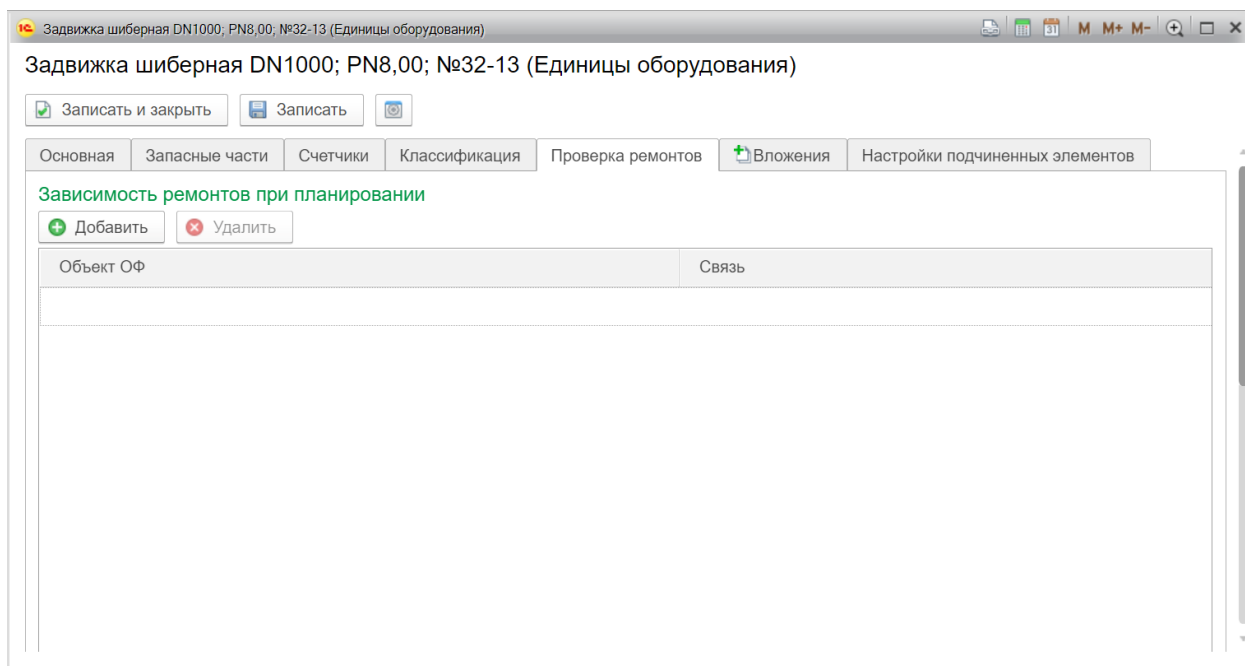 1С Задвижка шиберная DN1000; PN8,00; №32-13 (Единицы оборудования) 31 M M+ M-
Задвижка шиберная DN1000; PN8,00; №32-13 (Единицы оборудования)
Записать и закрыть Записать
Основная Запасные части Счетчики Классификация Проверка ремонтов Вложения Настройки подчиненных элементов
Зависимость ремонтов при планировании
Добавить Удалить
Объект ОФ Связь